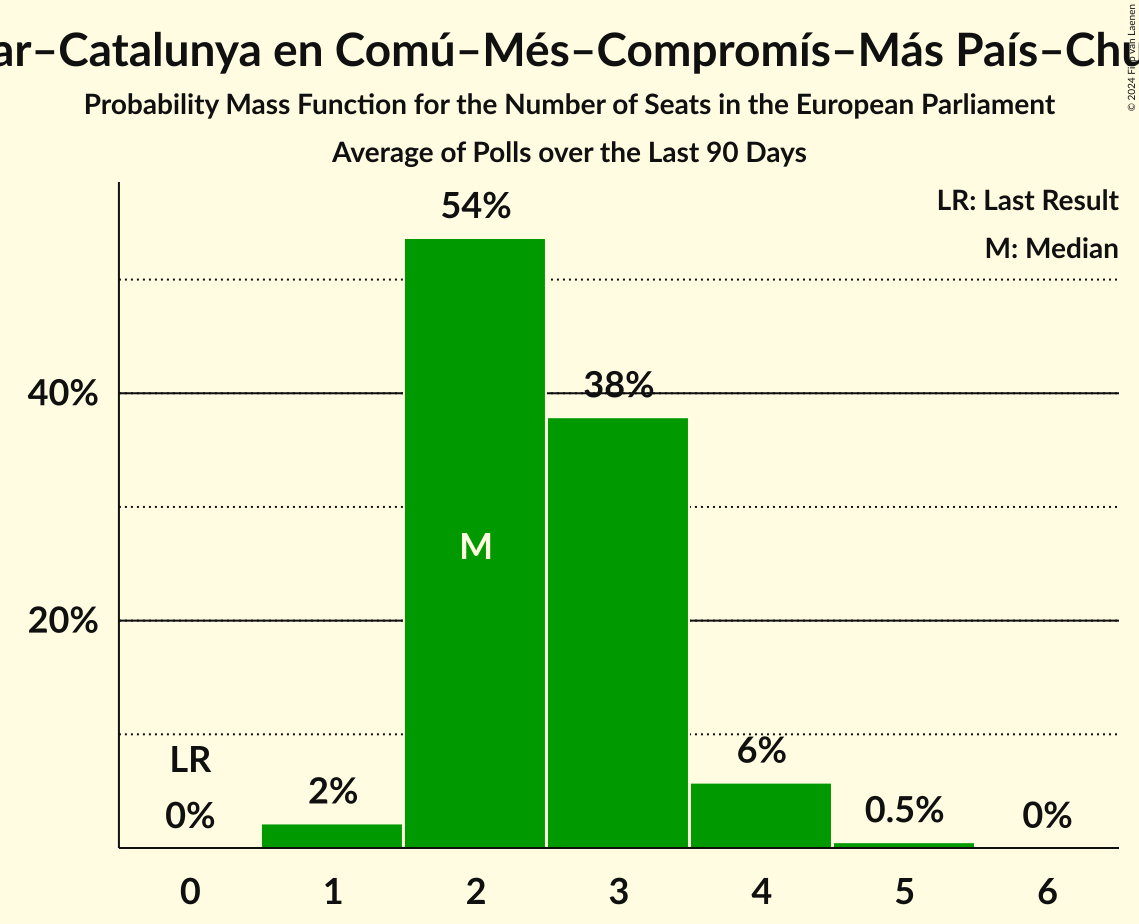 ar–Catalunya en Comú–Més–Compromís–Más País–Chu
© 2024 Filip van Laenen
Probability Mass Function for the Number of Seats in the European Parliament
Average of Polls over the Last 90 Days
LR: Last Result
M: Median
54%
40%
38%
M
20%
LR
0%
2%
6%
0.5%
0%
0 1 2 3 4 5 6